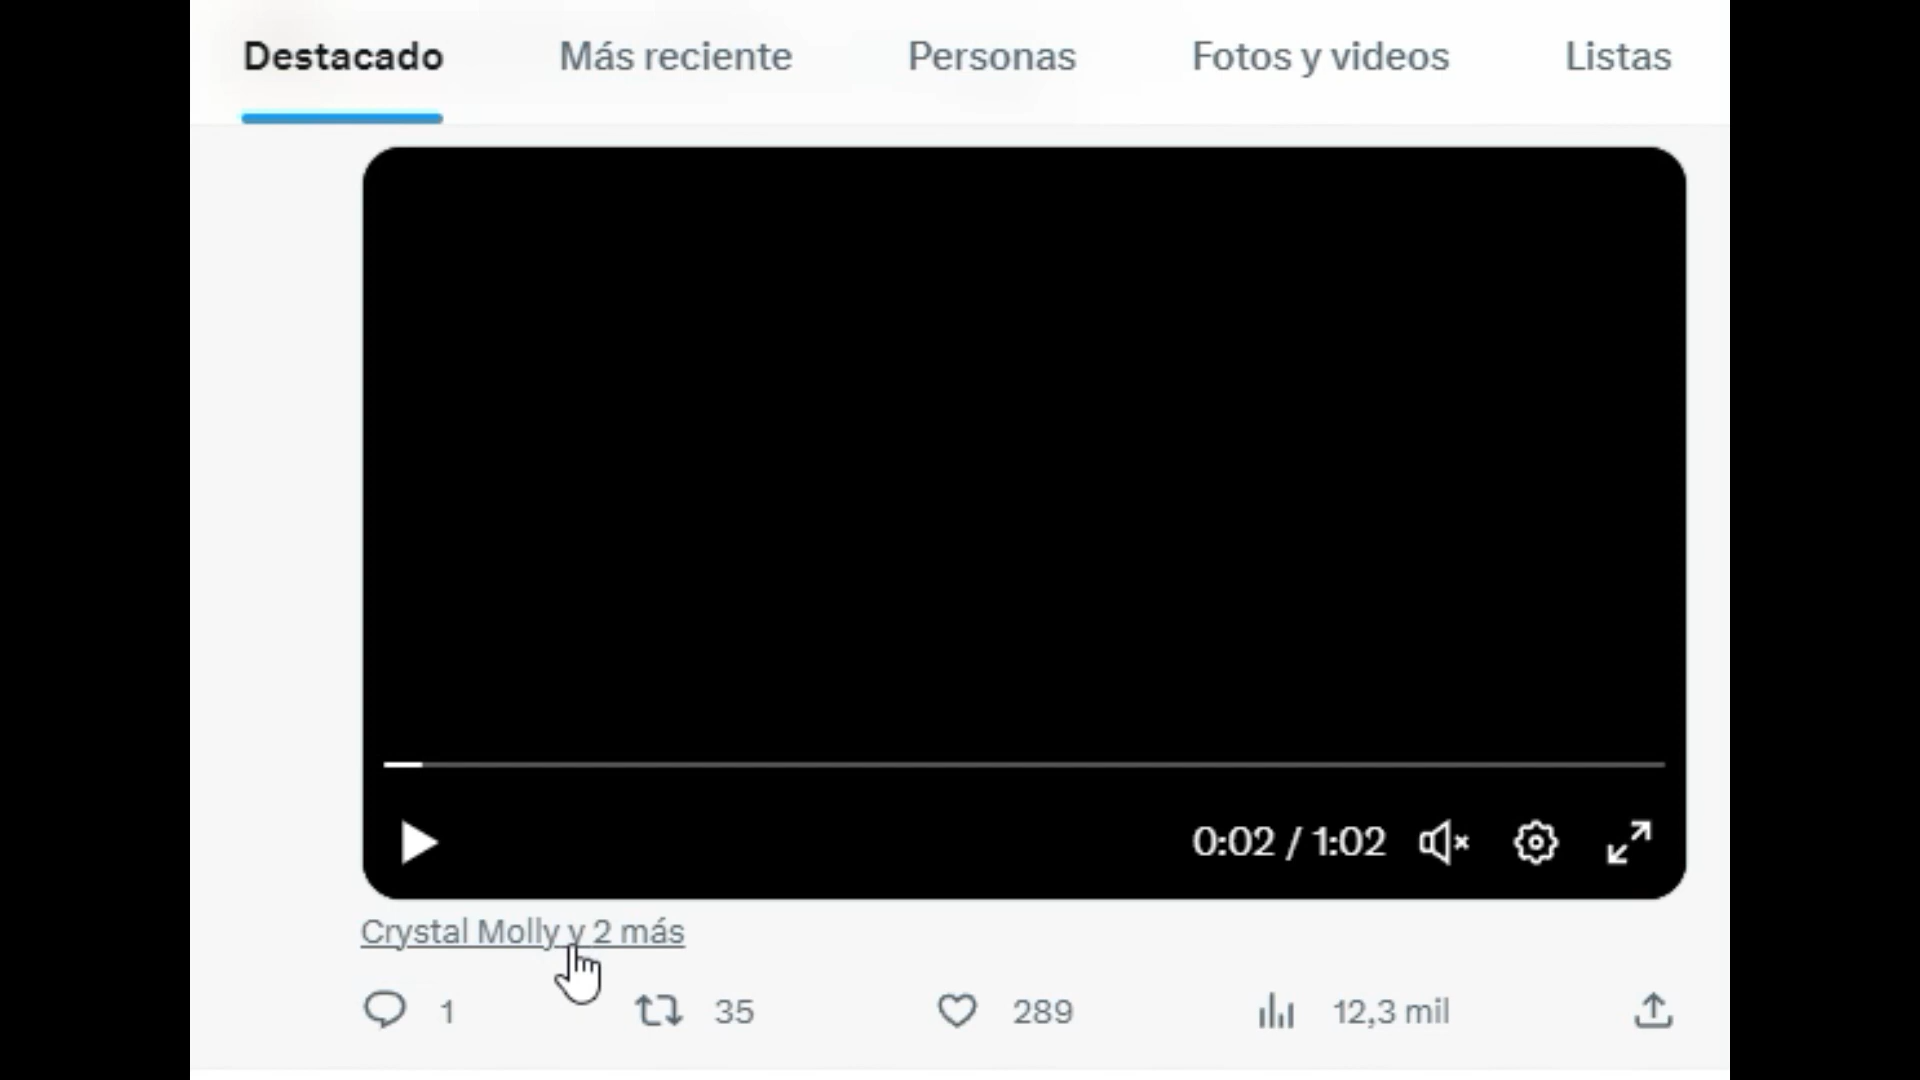 Destacado Más reciente Personas Fotos y videos Listas
0:02 / 1:02
Crystal Molly y 2 más
1 35 289 12,3 mil